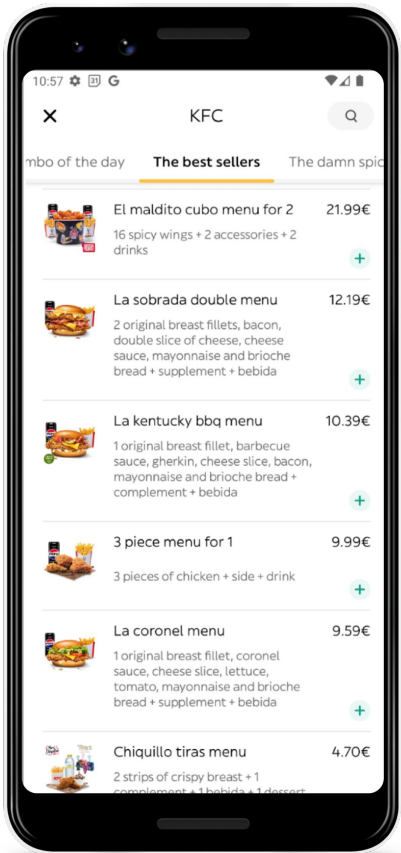 10:57
31
G
KFC
mbo of the day
The best sellers
The damn spic
El maldito cubo menu for 2
21.99€
16 spicy wings + 2 accessories + 2
drinks
+
La sobrada double menu
12.19€
2 original breast fillets, bacon,
double slice of cheese, cheese
sauce, mayonnaise and brioche
bread + supplement + bebida
+
La kentucky bbq menu
10.39€
1 original breast fillet, barbecue
sauce, gherkin, cheese slice, bacon,
mayonnaise and brioche bread +
complement + bebida
+
3 piece menu for 1
9.99€
3 pieces of chicken + side + drink
+
La coronel menu
9.59€
1 original breast fillet, coronel
sauce, cheese slice, lettuce,
tomato, mayonnaise and brioche
bread + supplement + bebida
+
Chiquillo tiras menu
4.70€
2 strips of crispy breast + 1
complement + 1 bebida + 1 dessert